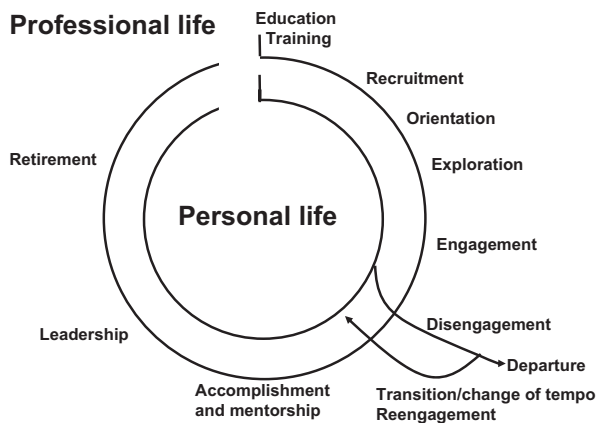 Professional life
Education
Training
Recruitment
Orientation
Exploration
Retirement
Personal life
Engagement
Disengagement
Leadership
Departure
Accomplishment
and mentorship
Transition/change of tempo
Reengagement